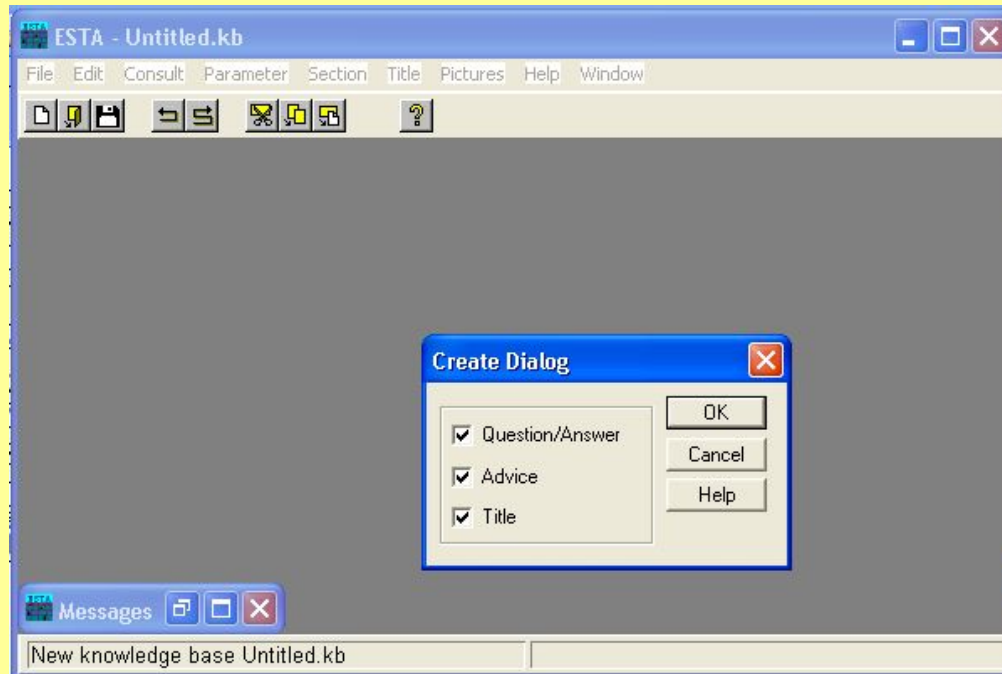 ESTA - Untitled.kb
File Edit Consult Parameter Section Title Pictures Help Window
Create Dialog
Question/Answer
Advice
Title
OK
Cancel
Help
Messages
New knowledge base Untitled.kb